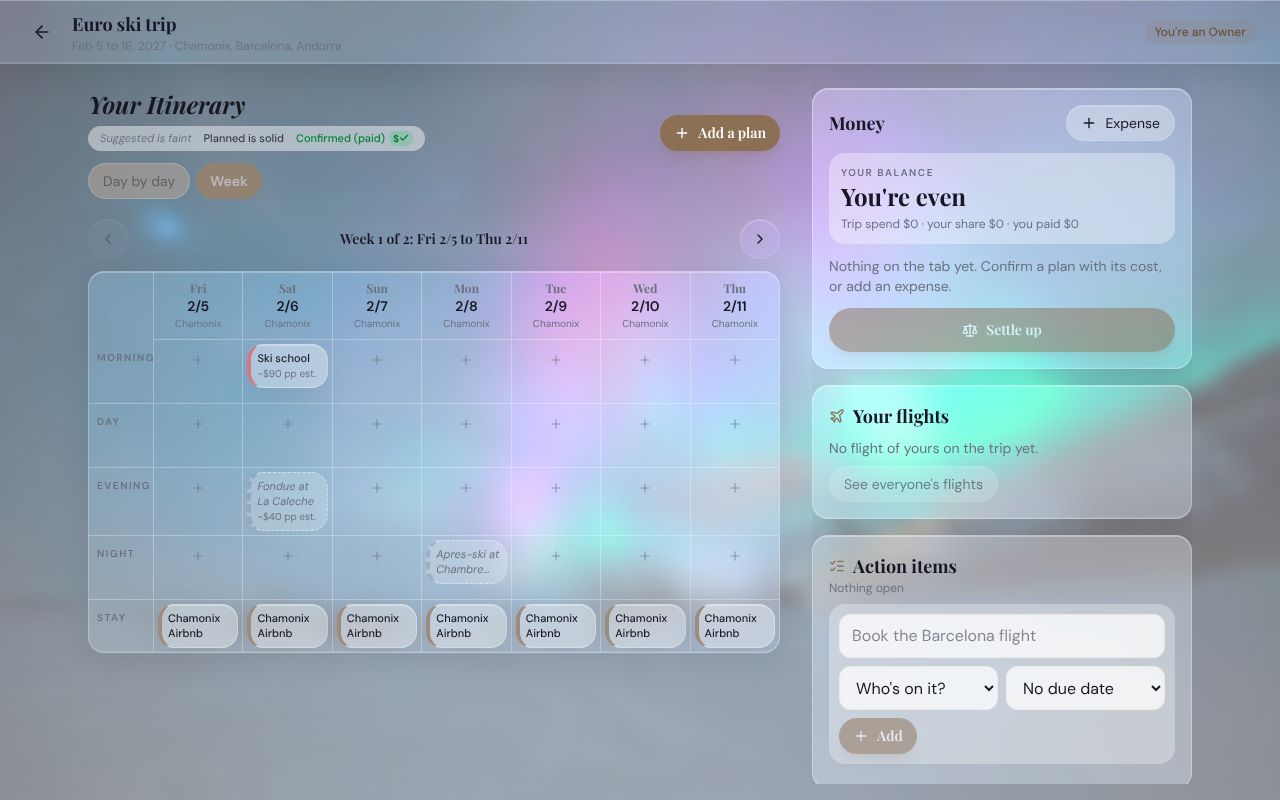 Euro ski trip
Feb 5 to 16, 2027 · Chamonix, Barcelona, Andorra
You're an Owner
Your Itinerary
Suggested is faint Planned is solid Confirmed (paid) $✓
+ Add a plan
Day by day Week
Week 1 of 2: Fri 2/5 to Thu 2/11
Fri Sat Sun Mon Tue Wed Thu
2/5 2/6 2/7 2/8 2/9 2/10 2/11
Chamonix Chamonix Chamonix Chamonix Chamonix Chamonix Chamonix
MORNING
Ski school
~$90 pp est.
DAY
EVENING
Fondue at
La Caleche
~$40 pp est.
NIGHT
Apres-ski at
Chambre...
STAY
Chamonix Chamonix Chamonix Chamonix Chamonix Chamonix Chamonix
Airbnb Airbnb Airbnb Airbnb Airbnb Airbnb Airbnb
Money
+ Expense
YOUR BALANCE
You're even
Trip spend $0 · your share $0 · you paid $0
Nothing on the tab yet. Confirm a plan with its cost,
or add an expense.
Settle up
Your flights
No flight of yours on the trip yet.
See everyone's flights
Action items
Nothing open
Book the Barcelona flight
Who's on it? No due date
+ Add